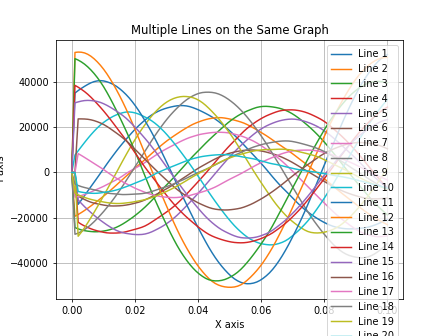 Multiple Lines on the Same Graph
40000
20000
0
−20000
−40000
0.00
0.02
0.04
0.06
X axis
Line 1
Line 2
Line 3
Line 4
Line 5
Line 6
Line 7
Line 8
Line 9
Line 10
Line 11
Line 12
Line 13
Line 14
Line 15
Line 16
Line 17
Line 18
Line 19
Line 20